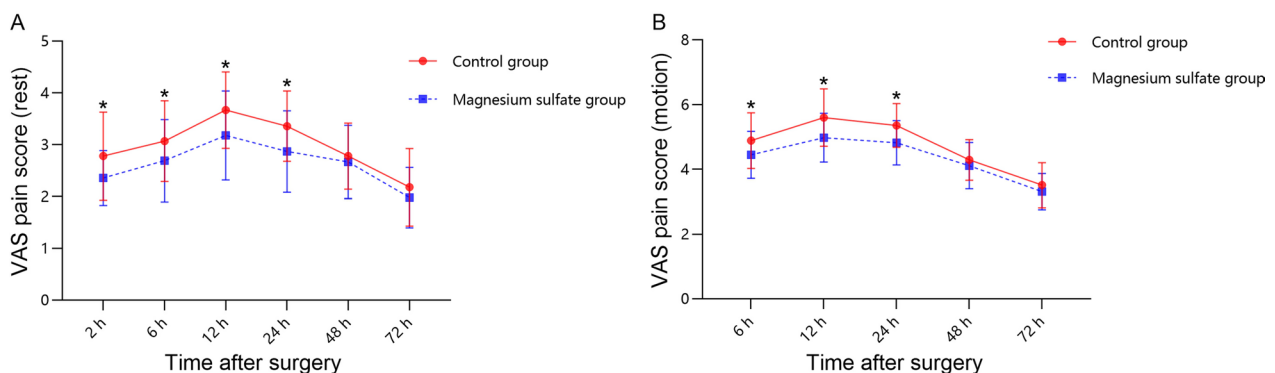 A
VAS pain score (rest)
5
4
3
2
1
0
* * * *
2 h 6 h 12 h 24 h 48 h 72 h
Time after surgery
Control group
Magnesium sulfate group
B
VAS pain score (motion)
8
6
4
2
0
* * *
6 h 12 h 24 h 48 h 72 h
Time after surgery
Control group
Magnesium sulfate group